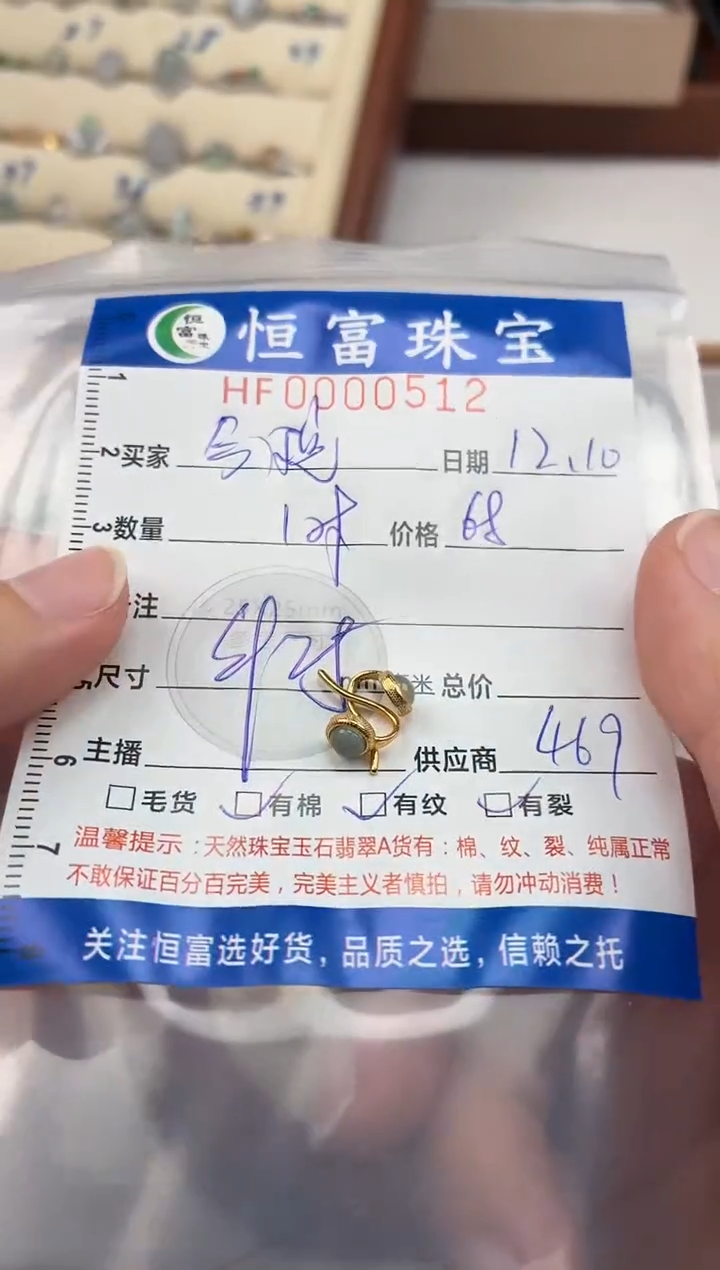 恒富珠宝
HF0000512
买家 日期 12.10
数量 1对 价格 68
注
尺寸 米 总价
主播 供应商 469
毛货 有棉 有纹 有裂
温馨提示：天然珠宝玉石翡翠A货有：棉、纹、裂、纯属正常
不敢保证百分百完美，完美主义者慎拍，请勿冲动消费！
关注恒富选好货，品质之选，信赖之托